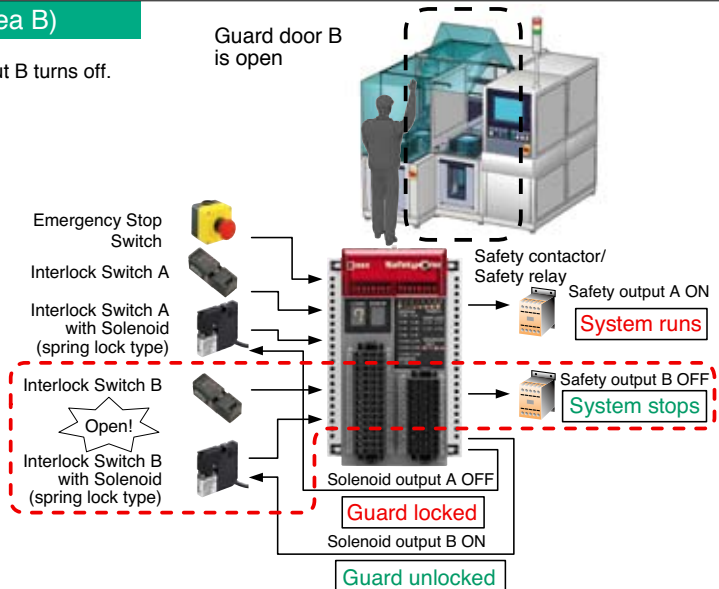 ea B)
ut B turns off.
Guard door B
is open
Emergency Stop
Switch
Interlock Switch A
Interlock Switch A
with Solenoid
(spring lock type)
Interlock Switch B
Open!
Interlock Switch B
with Solenoid
(spring lock type)
Safety contactor/
Safety relay
Safety output A ON
System runs
Safety output B OFF
System stops
Solenoid output A OFF
Guard locked
Solenoid output B ON
Guard unlocked